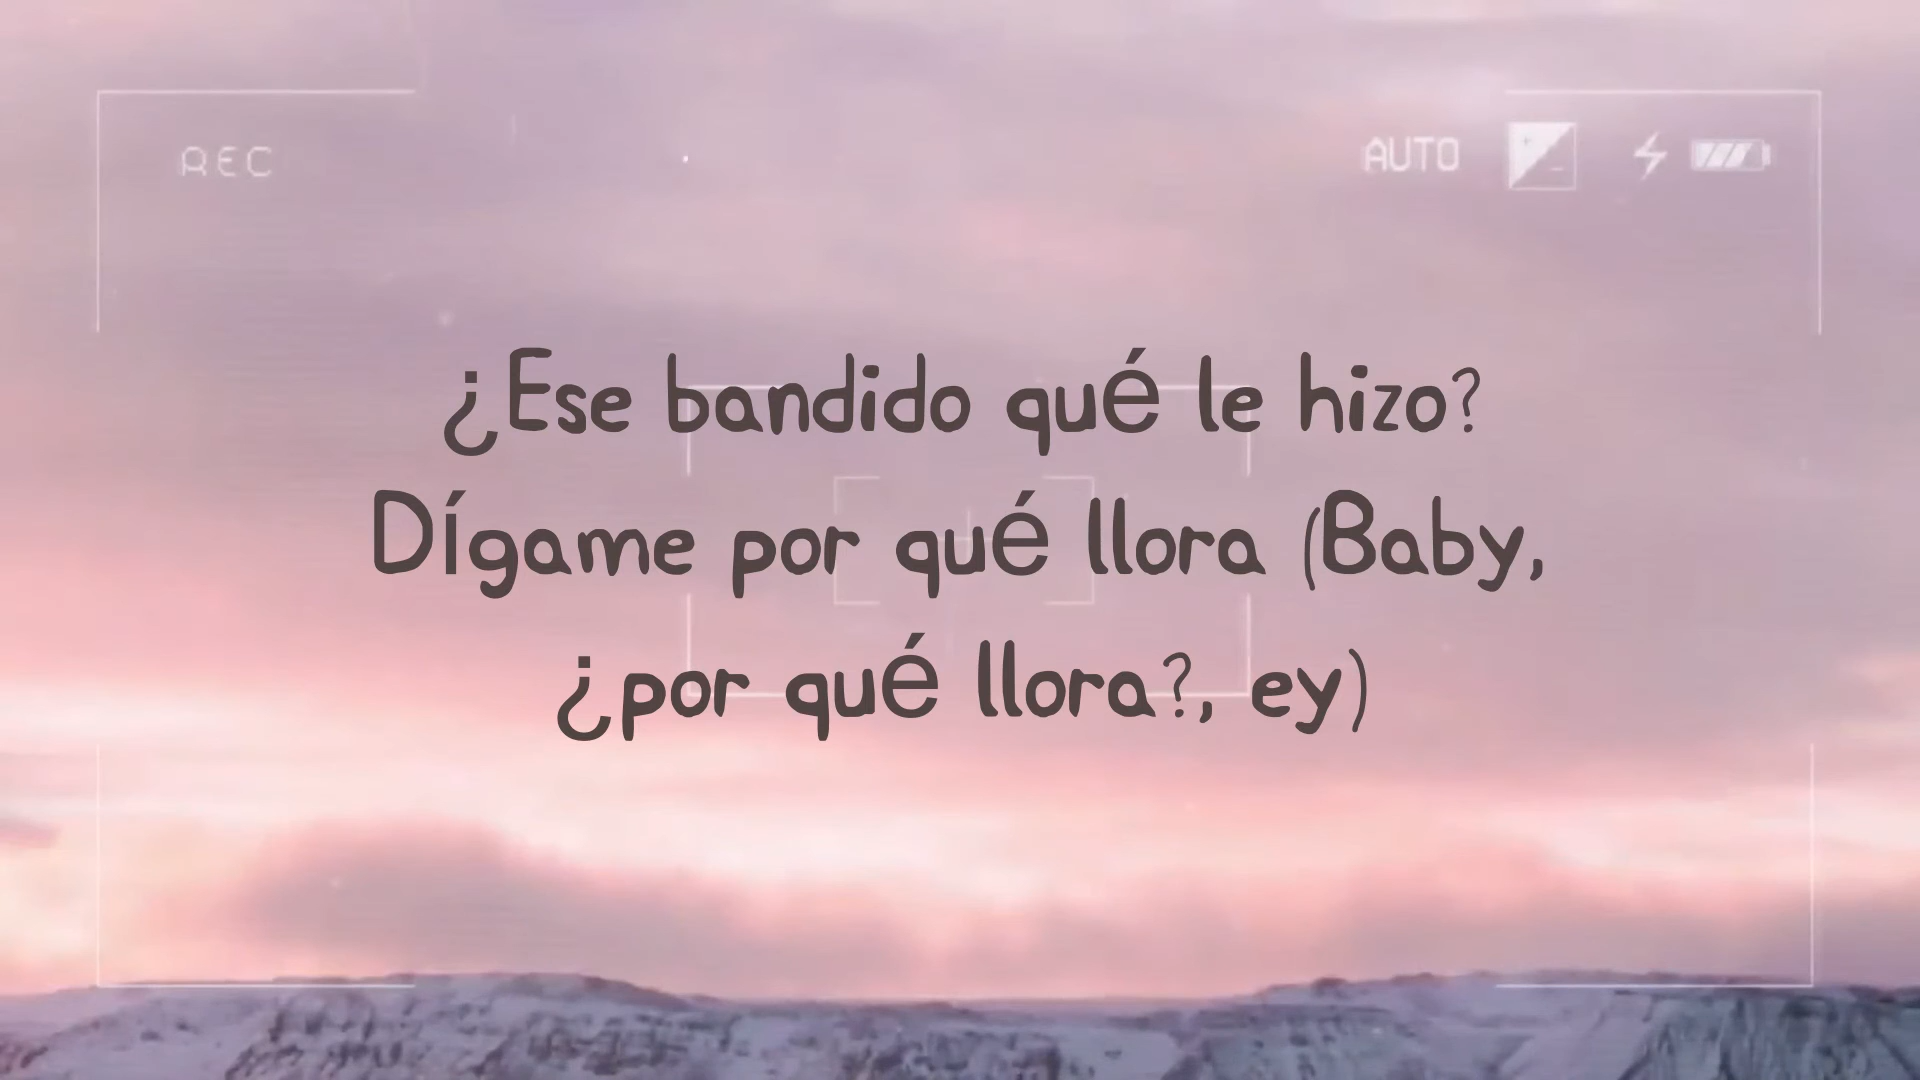 REC
AUTO
¿Ese bandido qué le hizo?
Dígame por qué llora (Baby,
¿por qué llora?, ey)